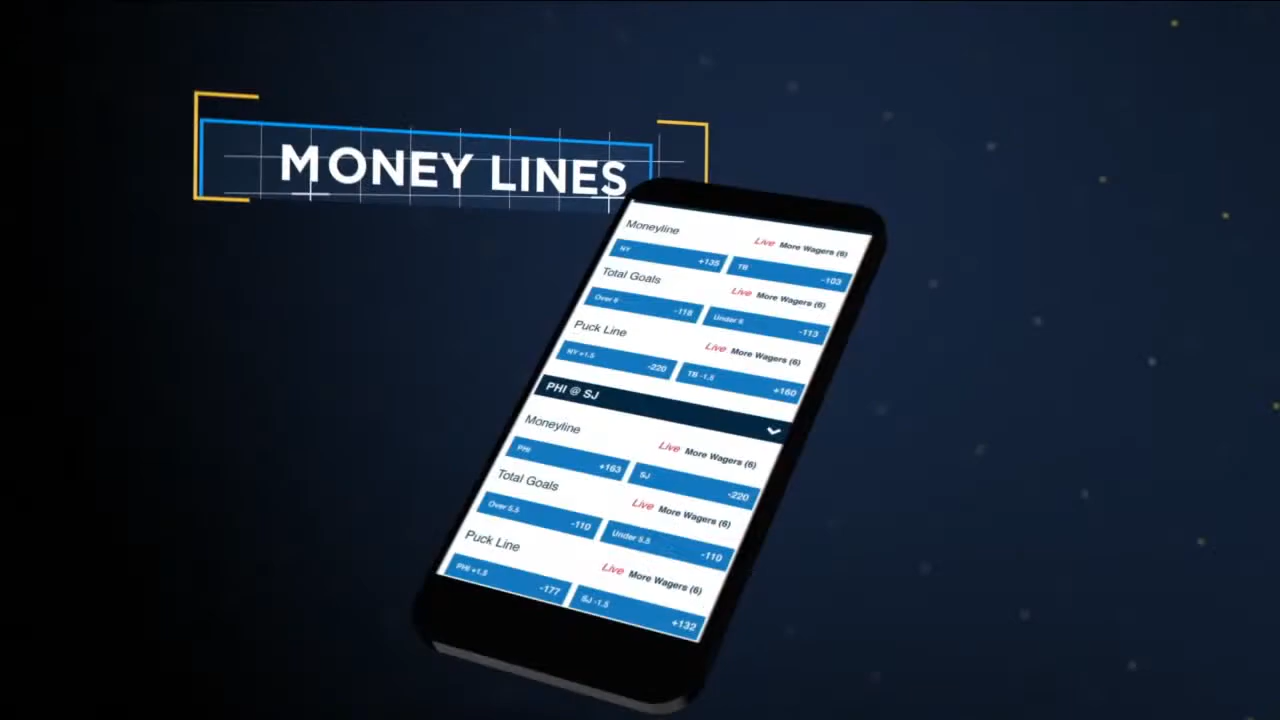 MONEY LINES
Moneyline
Live More Wagers (6)
NY +135 TB -103
Total Goals
Live More Wagers (6)
Over 6 -118 Under 6 -113
Puck Line
Live More Wagers (6)
NY +1.5 -220 TB -1.5 +160
PHI @ SJ
Moneyline
Live More Wagers (6)
PHI +163 SJ -220
Total Goals
Live More Wagers (6)
Over 5.5 -110 Under 5.5 -110
Puck Line
Live More Wagers (6)
PHI +1.5 -177 SJ -1.5 +132